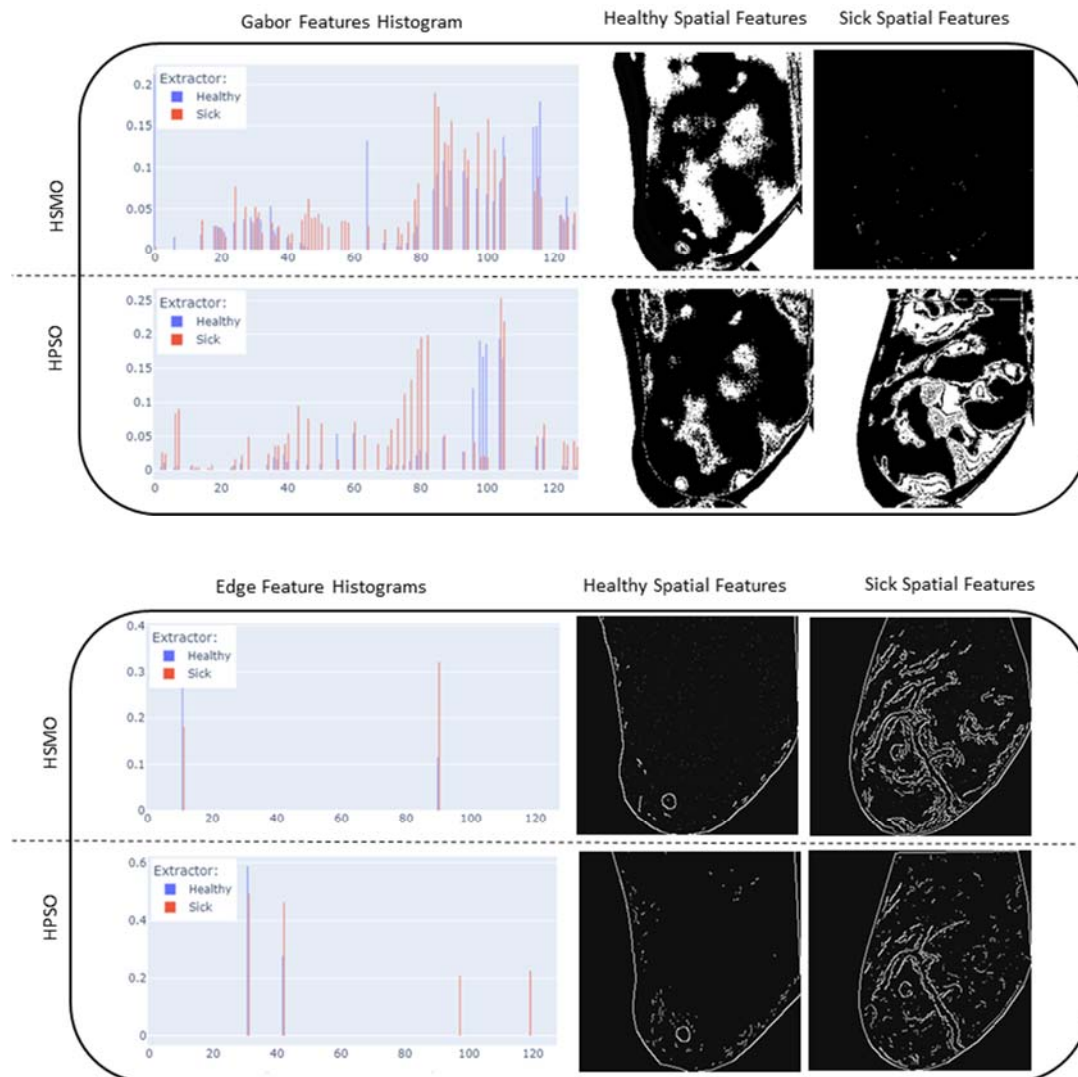 Gabor Features Histogram
Healthy Spatial Features
Sick Spatial Features
HSMO
Extractor:
Healthy
Sick
0.2
0.15
0.1
0.05
0
0 20 40 60 80 100 120
HPSO
Extractor:
Healthy
Sick
0.25
0.2
0.15
0.1
0.05
0
0 20 40 60 80 100 120
Edge Feature Histograms
Healthy Spatial Features
Sick Spatial Features
HSMO
Extractor:
Healthy
Sick
0.4
0.3
0.2
0.1
0
0 20 40 60 80 100 120
HPSO
Extractor:
Healthy
Sick
0.6
0.4
0.2
0
0 20 40 60 80 100 120